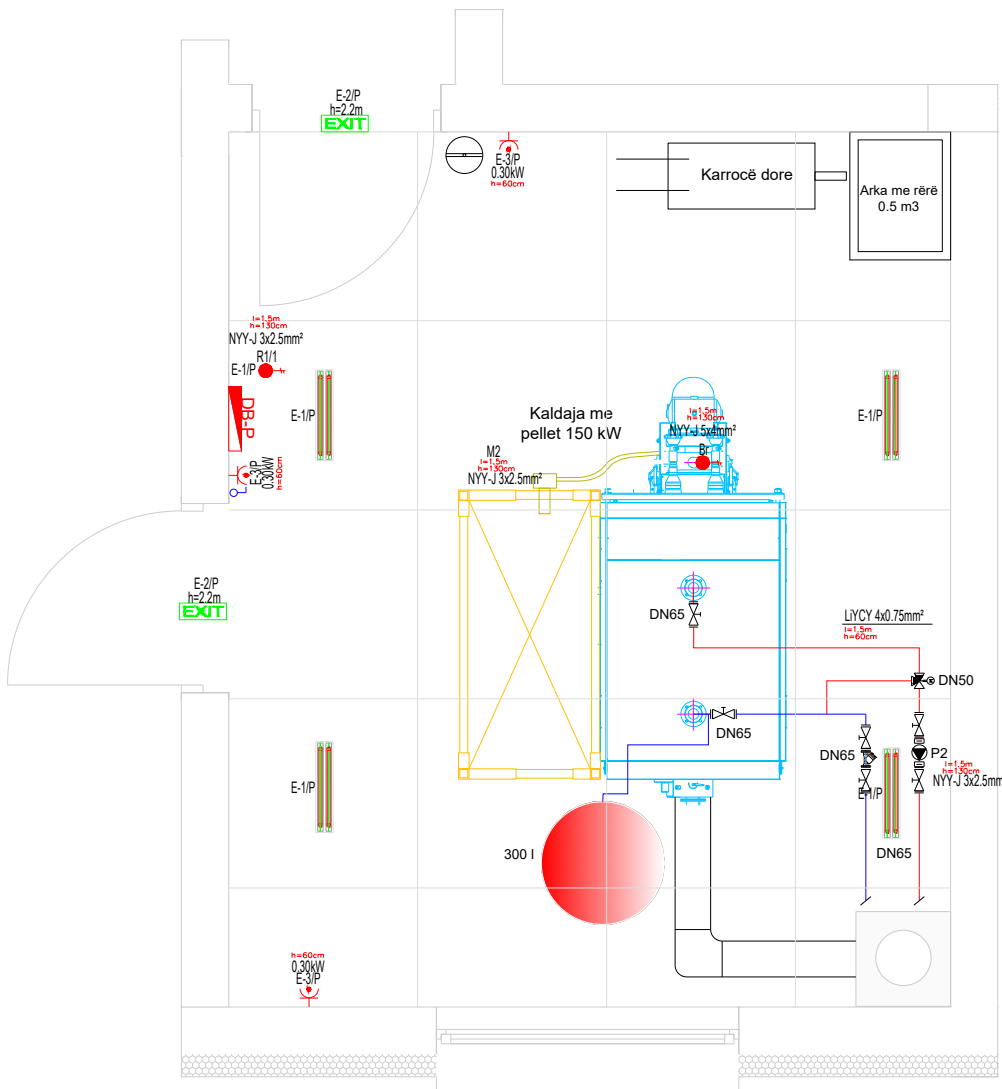 E-2/P
h=2.2m
EXIT
E-3/P
0.30kW
h=60cm
Karrocë dore
Arka me rërë
0.5 m3
l=1.5m
h=130cm
NYY-J 3x2.5mm²
R1/1
E-1/P
DB-P
E-1/P
E-3/P
0.30kW
h=60cm
Kaldaja me
pellet 150 kW
l=1.5m
h=130cm
NYY-J 5x4mm²
Br
E-1/P
M2
l=1.5m
h=130cm
NYY-J 3x2.5mm²
E-2/P
h=2.2m
EXIT
DN65
LiYCY 4x0.75mm²
l=1.5m
h=60cm
DN50
DN65
DN65
P2
l=1.5m
h=130cm
NYY-J 3x2.5mm
E-1/P
E-1/P
300 l
DN65
h=60cm
0.30kW
E-3/P